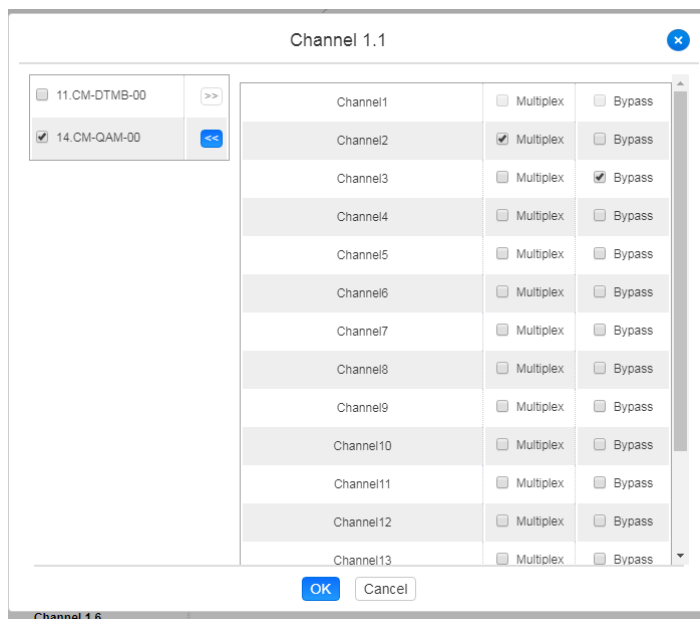 Channel 1.1
11.CM-DTMB-00 >>
14.CM-QAM-00 <<
Channel1 Multiplex Bypass
Channel2 Multiplex Bypass
Channel3 Multiplex Bypass
Channel4 Multiplex Bypass
Channel5 Multiplex Bypass
Channel6 Multiplex Bypass
Channel7 Multiplex Bypass
Channel8 Multiplex Bypass
Channel9 Multiplex Bypass
Channel10 Multiplex Bypass
Channel11 Multiplex Bypass
Channel12 Multiplex Bypass
Channel13 Multiplex Bypass
OK Cancel
Channel 1.6